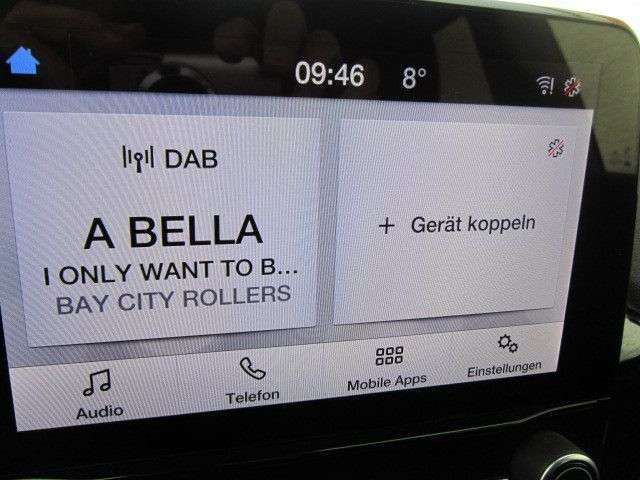 09:46 8°
DAB
A BELLA
I ONLY WANT TO B...
BAY CITY ROLLERS
+ Gerät koppeln
Audio
Telefon
Mobile Apps
Einstellungen